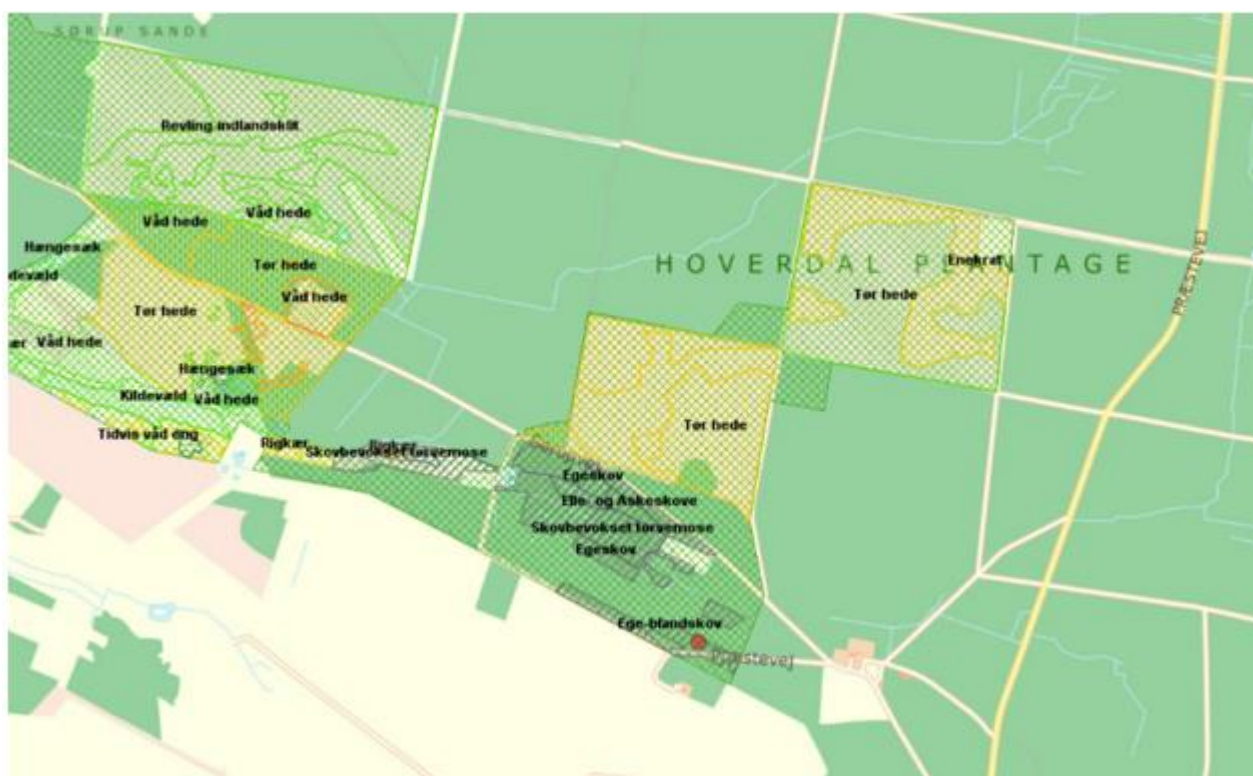 SØRUP SANDE
Revling-indlandsklit
Våd hede
Våd hede
Hængesæk
Tør hede
devæld
Våd hede
Tør hede
HOVERDAL PLANTAGE
Enekrat
Tør hede
PRÆSTEVEJ
ær
Våd hede
Hængesæk
Kildevæld
Våd hede
Tidvis våd eng
Rigkær
Rigkær
Skovbevokset tørvemose
Tør hede
Egeskov
Elle- og Askeskove
Skovbevokset tørvemose
Egeskov
Ege-blandskov
Præstevej